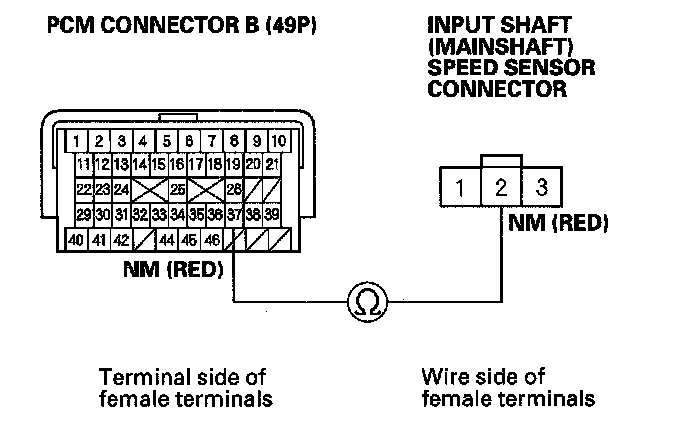 PCM CONNECTOR B (49P)
INPUT SHAFT
(MAINSHAFT)
SPEED SENSOR
CONNECTOR
1 2 3 4 5 6 7 8 9 10
11 12 13 14 15 16 17 18 19 20 21
22 23 24 25 28
29 30 31 32 33 34 35 36 37 38 39
40 41 42 44 45 46
NM (RED)
1 2 3
NM (RED)
Ω
Terminal side of
female terminals
Wire side of
female terminals